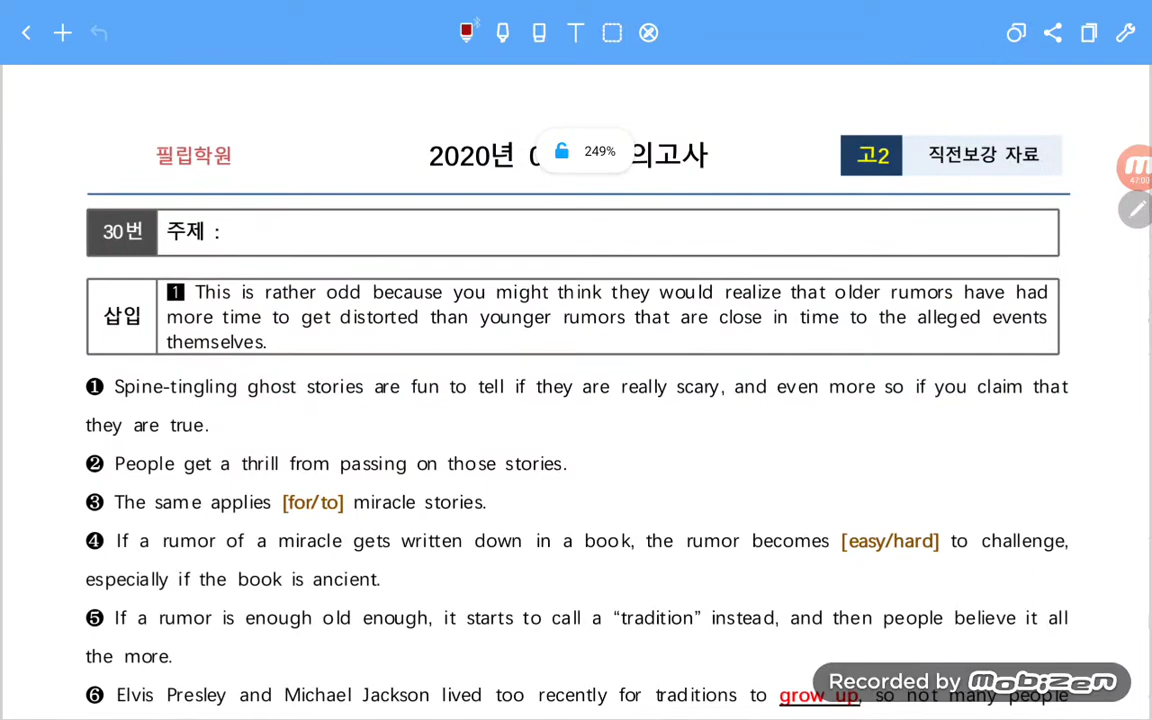 249%
필립학원
2020년 의고사
고2 직전보강 자료
47:00
30번 주제 :
삽입
1 This is rather odd because you might think they would realize that older rumors have had
more time to get distorted than younger rumors that are close in time to the alleged events
themselves.
❶ Spine-tingling ghost stories are fun to tell if they are really scary, and even more so if you claim that
they are true.
❷ People get a thrill from passing on those stories.
❸ The same applies [for/to] miracle stories.
❹ If a rumor of a miracle gets written down in a book, the rumor becomes [easy/hard] to challenge,
especially if the book is ancient.
❺ If a rumor is enough old enough, it starts to call a “tradition” instead, and then people believe it all
the more.
❻ Elvis Presley and Michael Jackson lived too recently for traditions to grow up, so not many people
Recorded by mobizen